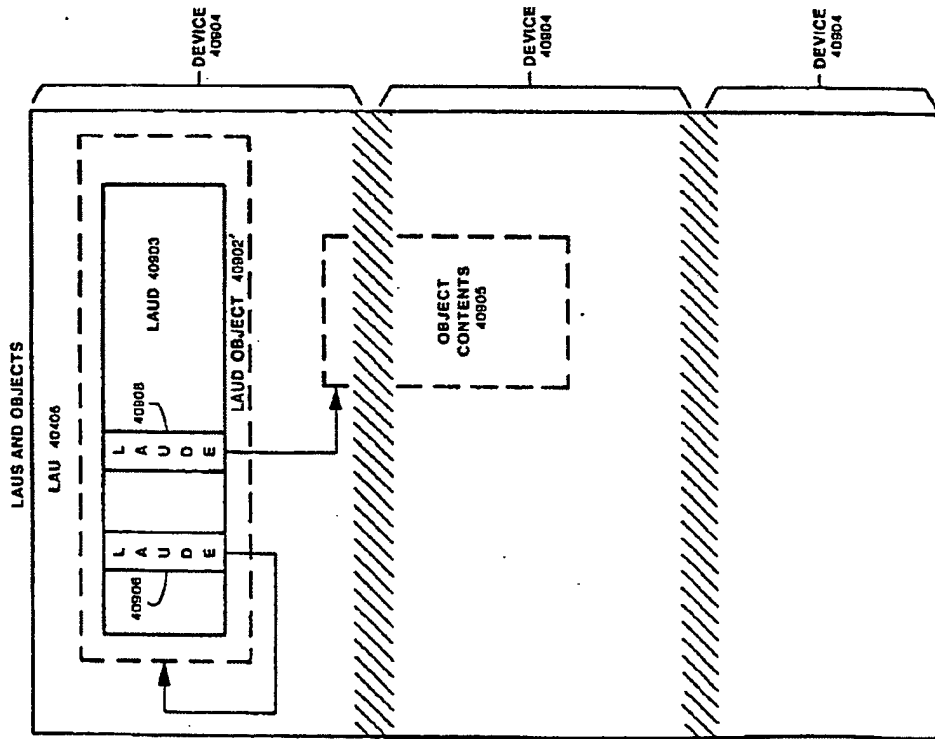 LAUS AND OBJECTS
LAU 40406
40906
L A U D E
L A U D E
40908
LAUD 40903
LAUD OBJECT 40902'
OBJECT
CONTENTS
40905
DEVICE
40904
DEVICE
40904
DEVICE
40904